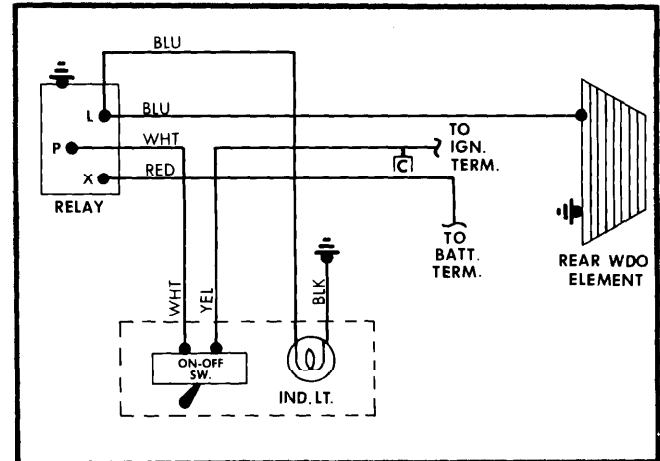 BLU
L
BLU
P
WHT
X
RED
RELAY
C
TO
IGN.
TERM.
TO
BATT.
TERM.
REAR WDO
ELEMENT
WHT
YEL
BLK
ON-OFF
SW.
IND. LT.